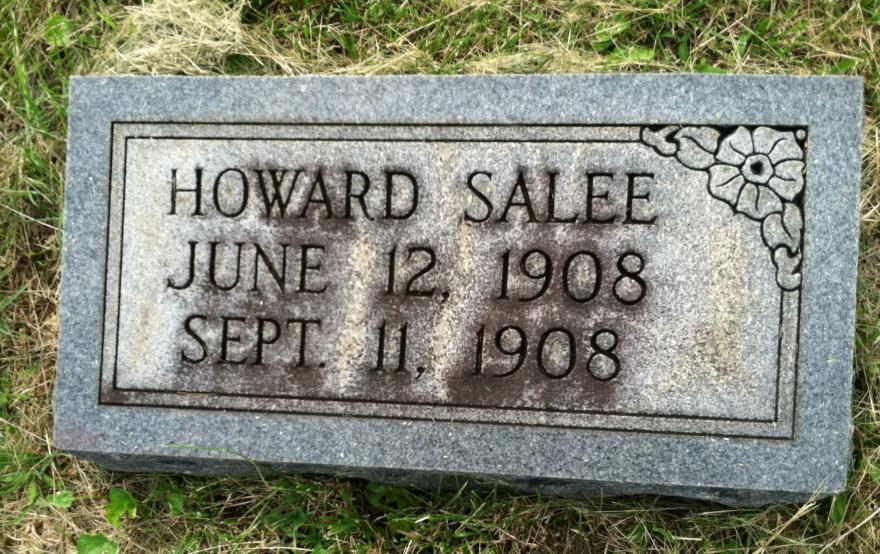 HOWARD SALEE
JUNE 12, 1908
SEPT. 11, 1908